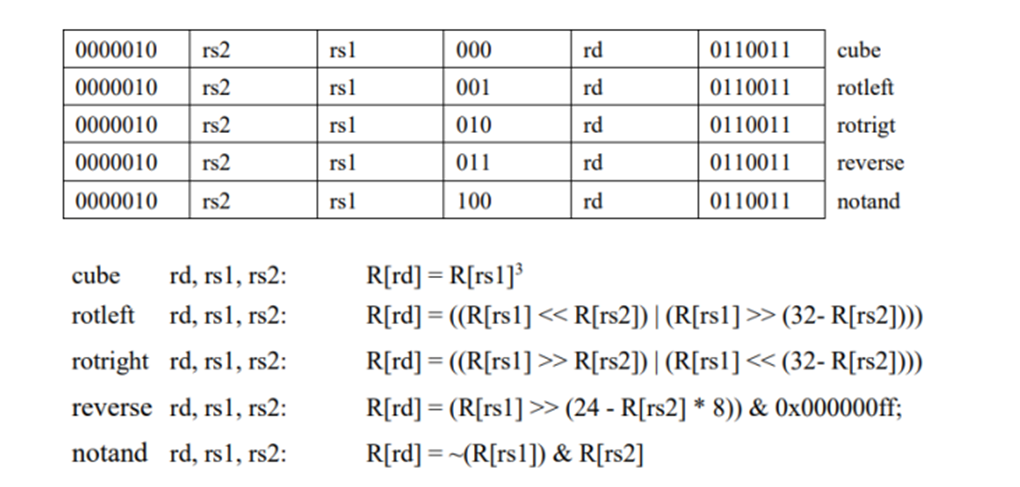 0000010 rs2 rs1 000 rd 0110011 cube
0000010 rs2 rs1 001 rd 0110011 rotleft
0000010 rs2 rs1 010 rd 0110011 rotrigt
0000010 rs2 rs1 011 rd 0110011 reverse
0000010 rs2 rs1 100 rd 0110011 notand
cube rd, rs1, rs2: R[rd] = R[rs1]³
rotleft rd, rs1, rs2: R[rd] = ((R[rs1] << R[rs2]) | (R[rs1] >> (32- R[rs2])))
rotright rd, rs1, rs2: R[rd] = ((R[rs1] >> R[rs2]) | (R[rs1] << (32- R[rs2])))
reverse rd, rs1, rs2: R[rd] = (R[rs1] >> (24 - R[rs2] * 8)) & 0x000000ff;
notand rd, rs1, rs2: R[rd] = ~(R[rs1]) & R[rs2]